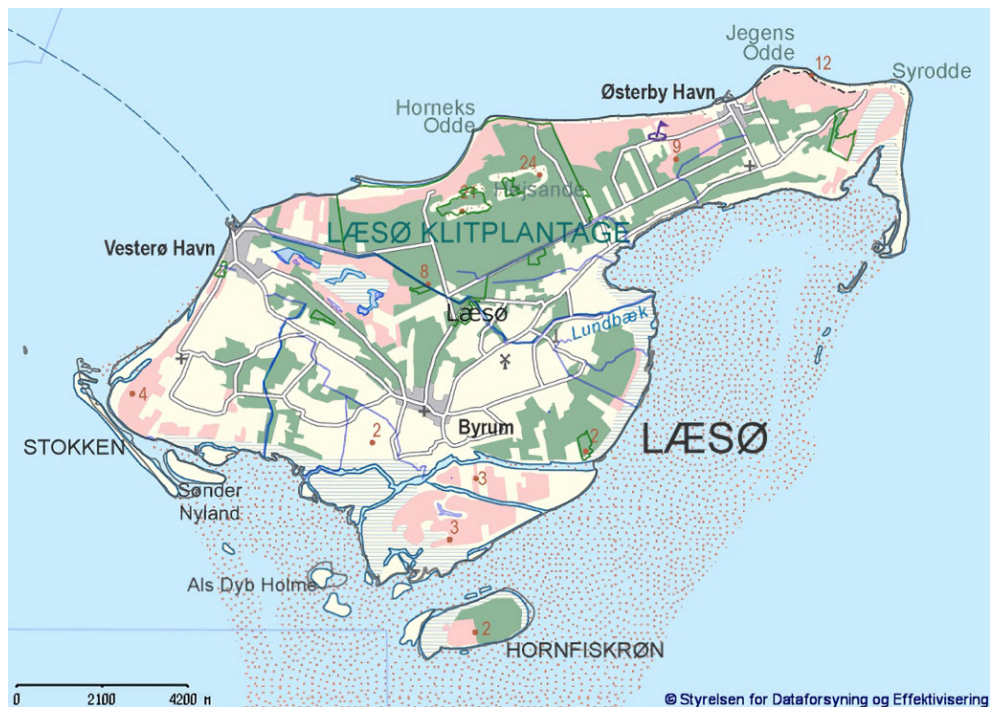 Jegens
Odde
12
Syrodde
Østerby Havn
Horneks
Odde
9
24
Højsande
21
LÆSØ KLITPLANTAGE
Vesterø Havn
8
Læsø
Lundbæk
4
STOKKEN
2
Byrum
2
LÆSØ
3
Sønder
Nyland
3
Als Dyb Holme
2
HORNFISKRØN
0 2100 4200 M
© Styrelsen for Dataforsyning og Effektivisering